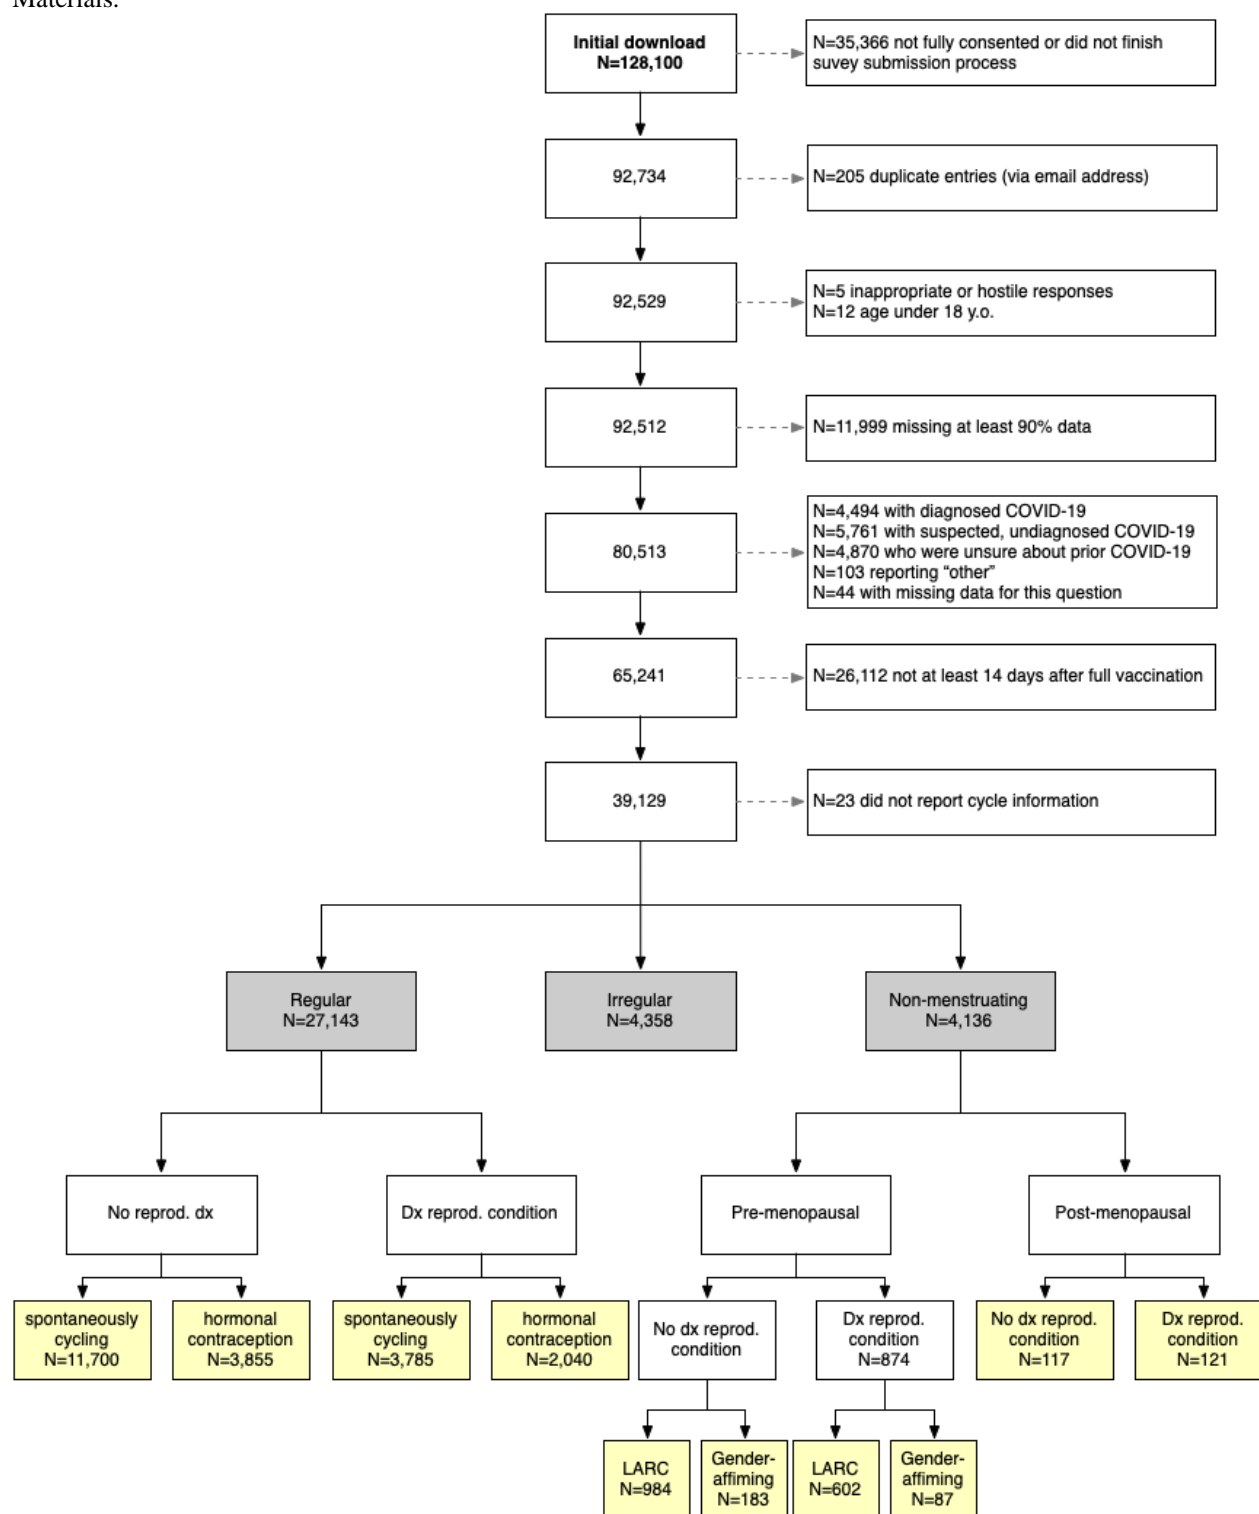 Materials.
Initial download
N=128,100
N=35,366 not fully consented or did not finish
suvey submission process
92,734
N=205 duplicate entries (via email address)
92,529
N=5 inappropriate or hostile responses
N=12 age under 18 y.o.
92,512
N=11,999 missing at least 90% data
80,513
N=4,494 with diagnosed COVID-19
N=5,761 with suspected, undiagnosed COVID-19
N=4,870 who were unsure about prior COVID-19
N=103 reporting “other”
N=44 with missing data for this question
65,241
N=26,112 not at least 14 days after full vaccination
39,129
N=23 did not report cycle information
Regular
N=27,143
Irregular
N=4,358
Non-menstruating
N=4,136
No reprod. dx
Dx reprod. condition
Pre-menopausal
Post-menopausal
spontaneously
cycling
N=11,700
hormonal
contraception
N=3,855
spontaneously
cycling
N=3,785
hormonal
contraception
N=2,040
No dx reprod.
condition
Dx reprod.
condition
N=874
No dx reprod.
condition
N=117
Dx reprod.
condition
N=121
LARC
N=984
Gender-
affiming
N=183
LARC
N=602
Gender-
affiming
N=87